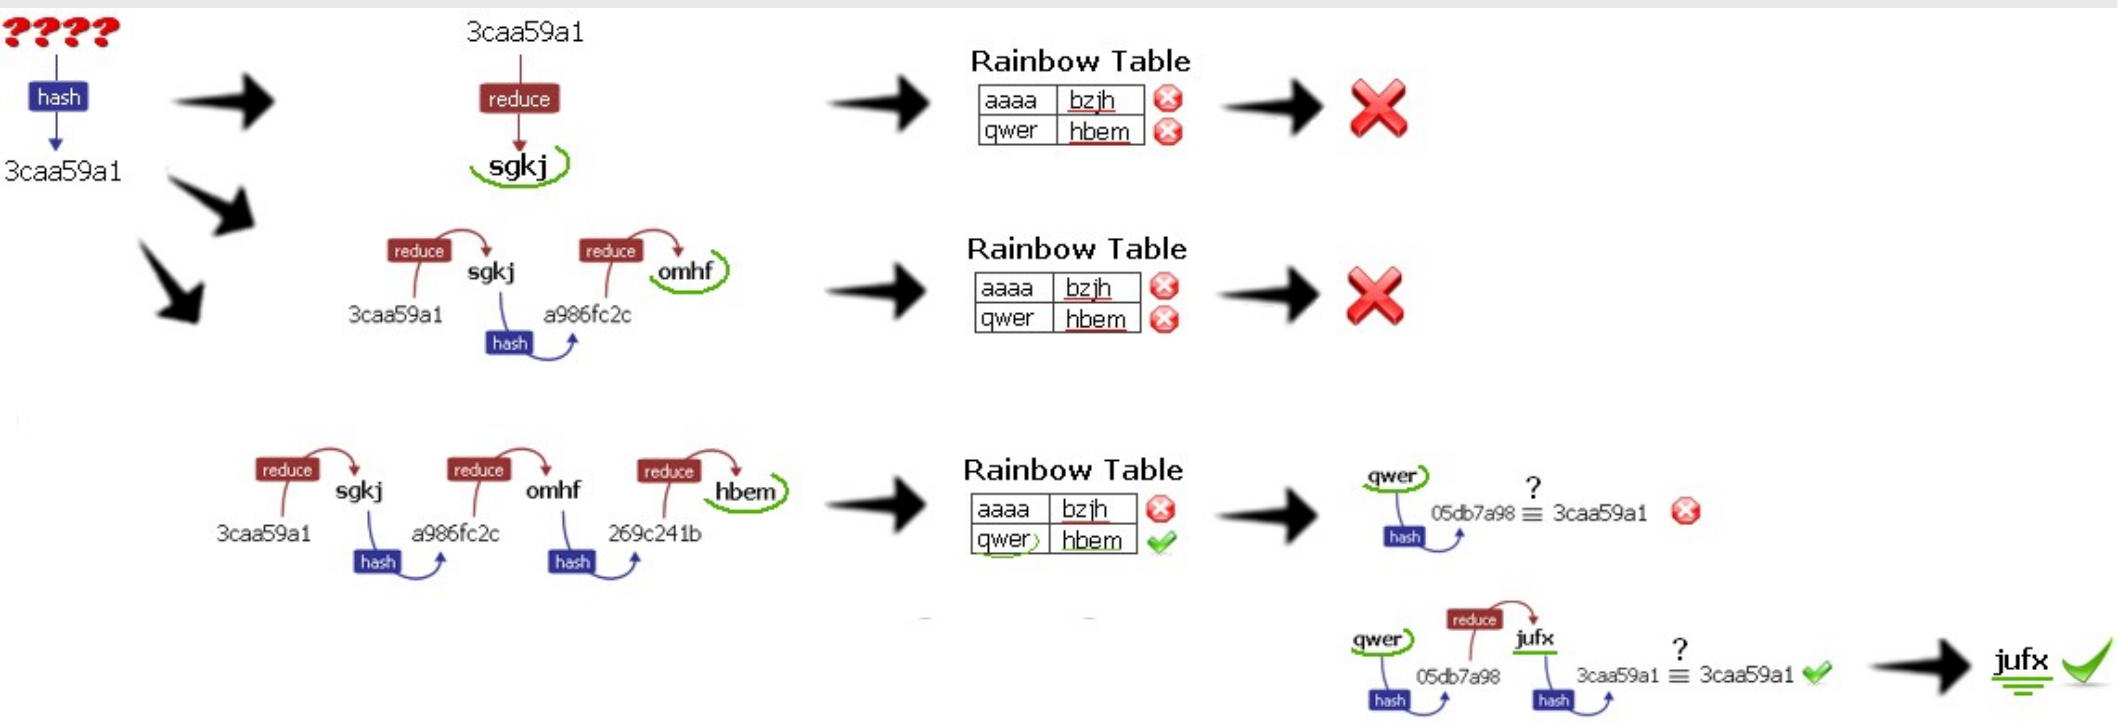 ????
hash
3caa59a1
3caa59a1
reduce
sgkj
Rainbow Table
aaaa bzjh
qwer hbem
reduce reduce
sgkj omhf
3caa59a1 a986fc2c
hash
Rainbow Table
aaaa bzjh
qwer hbem
reduce reduce reduce
sgkj omhf hbem
3caa59a1 a986fc2c 269c241b
hash hash
Rainbow Table
aaaa bzjh
qwer hbem
qwer
?
05db7a98 ≡ 3caa59a1
hash
reduce
qwer jufx
?
05db7a98 3caa59a1 ≡ 3caa59a1
hash hash
jufx